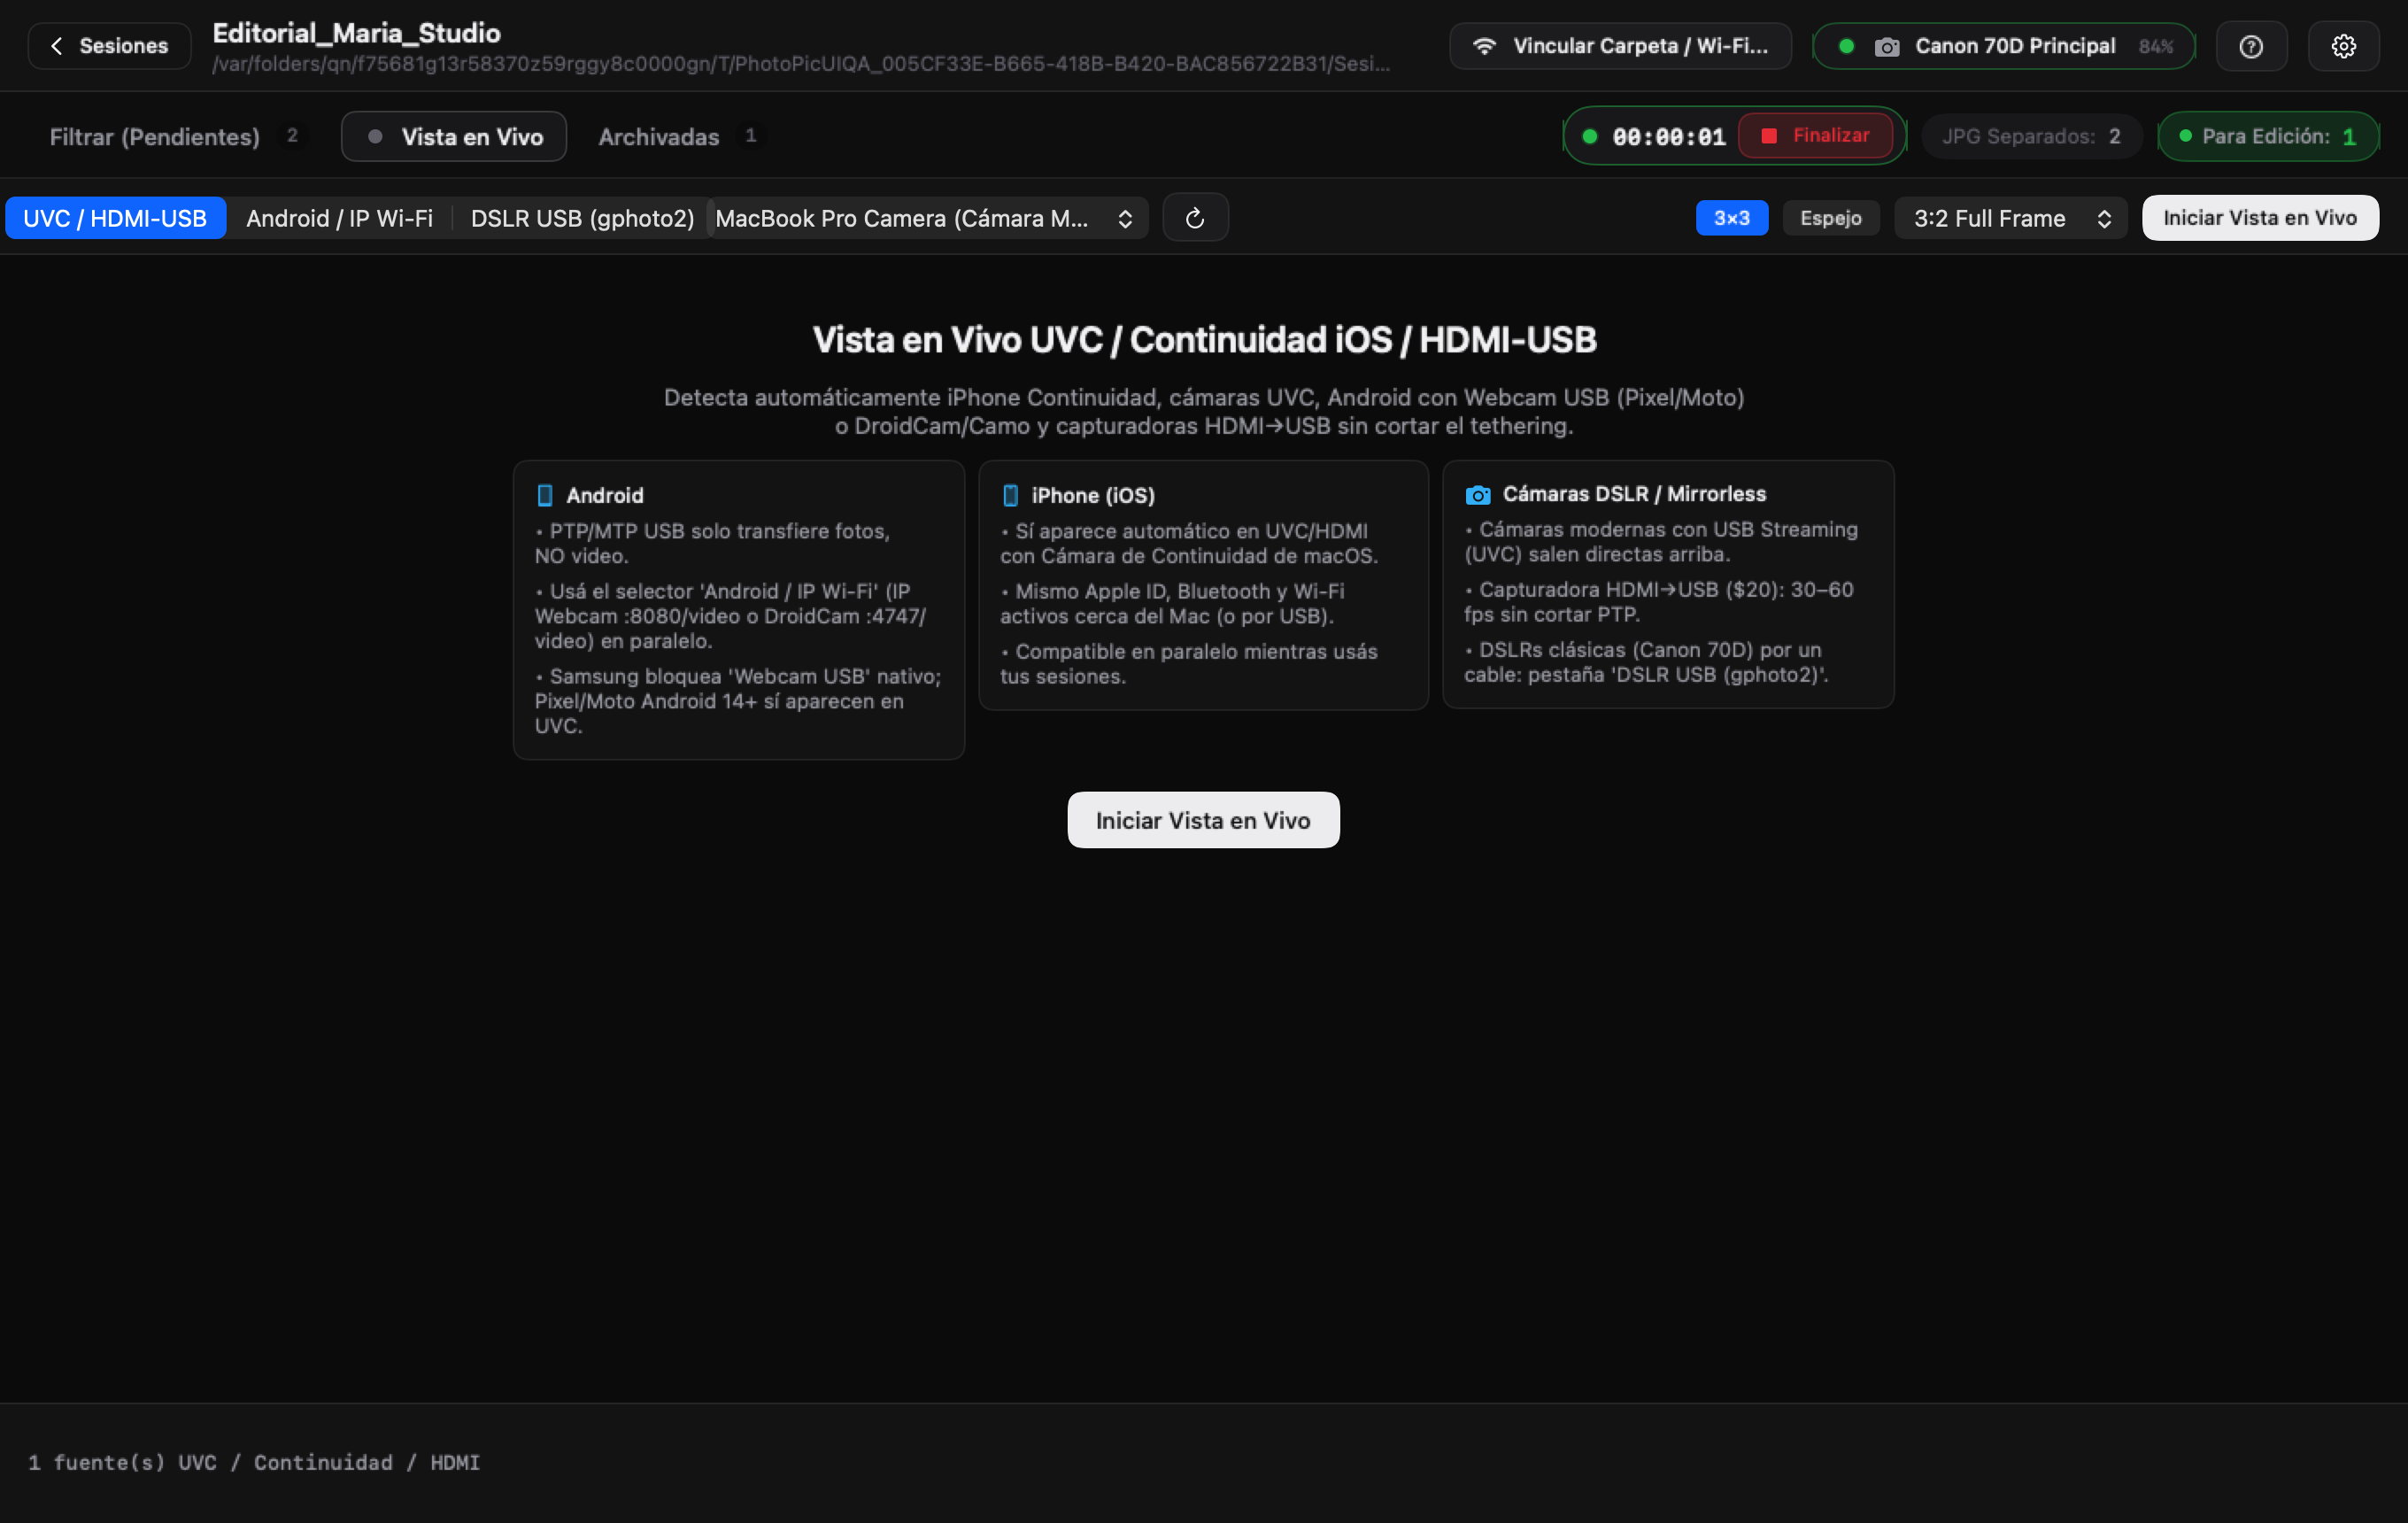 Sesiones
Editorial_Maria_Studio
/var/folders/qn/f75681g13r58370z59rggy8c0000gn/T/PhotoPicUIQA_005CF33E-B665-418B-B420-BAC856722B31/Sesi...
Vincular Carpeta / Wi-Fi...
Canon 70D Principal 84%
Filtrar (Pendientes) 2
Vista en Vivo
Archivadas 1
00:00:01
Finalizar
JPG Separados: 2
Para Edición: 1
UVC / HDMI-USB
Android / IP Wi-Fi
DSLR USB (gphoto2)
MacBook Pro Camera (Cámara M...
3×3
Espejo
3:2 Full Frame
Iniciar Vista en Vivo
Vista en Vivo UVC / Continuidad iOS / HDMI-USB
Detecta automáticamente iPhone Continuidad, cámaras UVC, Android con Webcam USB (Pixel/Moto)
o DroidCam/Camo y capturadoras HDMI→USB sin cortar el tethering.
Android
• PTP/MTP USB solo transfiere fotos,
NO video.
• Usá el selector 'Android / IP Wi-Fi' (IP
Webcam :8080/video o DroidCam :4747/
video) en paralelo.
• Samsung bloquea 'Webcam USB' nativo;
Pixel/Moto Android 14+ sí aparecen en
UVC.
iPhone (iOS)
• Sí aparece automático en UVC/HDMI
con Cámara de Continuidad de macOS.
• Mismo Apple ID, Bluetooth y Wi-Fi
activos cerca del Mac (o por USB).
• Compatible en paralelo mientras usás
tus sesiones.
Cámaras DSLR / Mirrorless
• Cámaras modernas con USB Streaming
(UVC) salen directas arriba.
• Capturadora HDMI→USB ($20): 30–60
fps sin cortar PTP.
• DSLRs clásicas (Canon 70D) por un
cable: pestaña 'DSLR USB (gphoto2)'.
Iniciar Vista en Vivo
1 fuente(s) UVC / Continuidad / HDMI